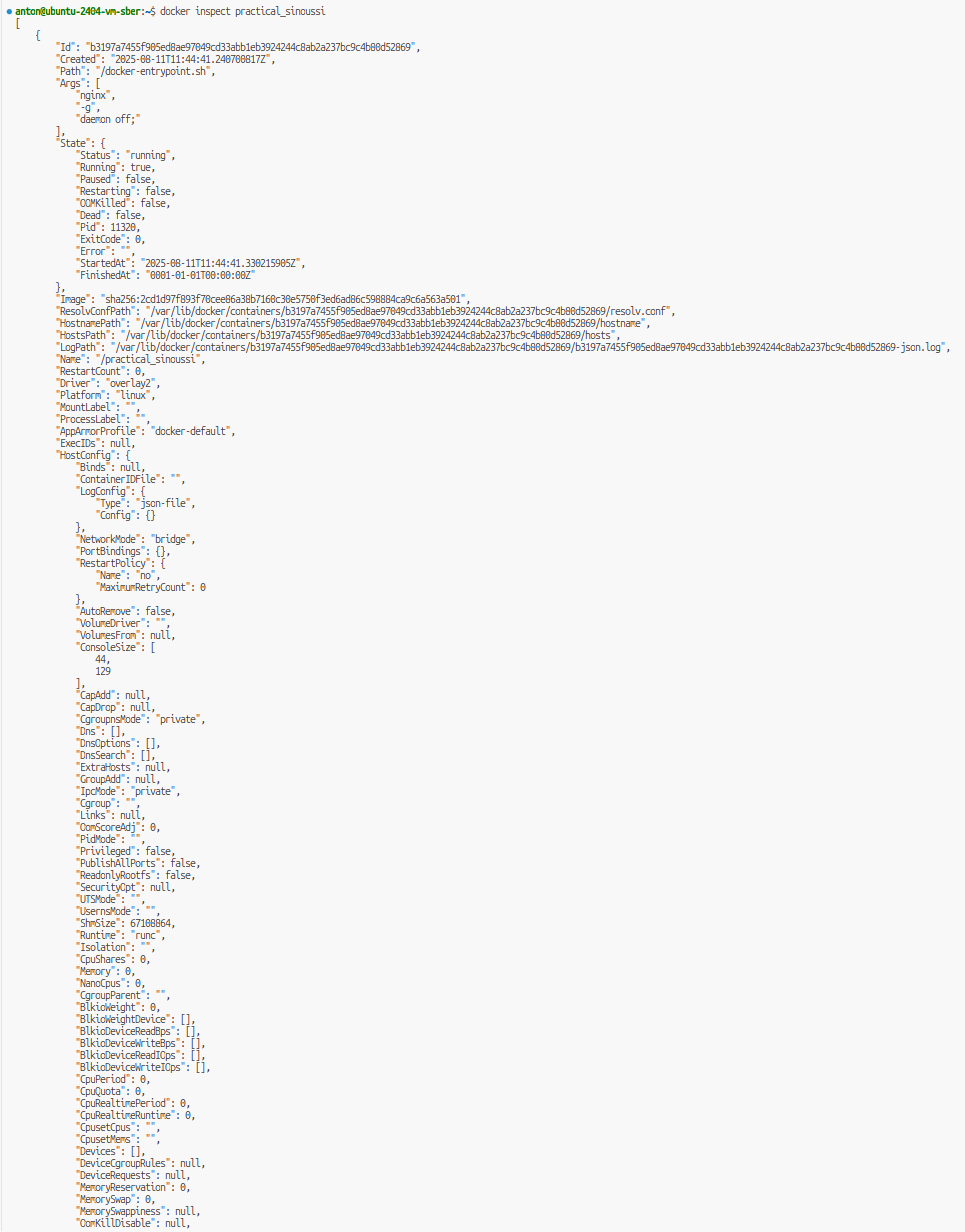 anton@ubuntu-2404-vm-sber:~$ docker inspect practical_sinoussi
[
    {
        "Id": "b3197a7455f905ed8ae97049cd33abb1eb3924244c8ab2a237bc9c4b80d52869",
        "Created": "2025-08-11T11:44:41.240708817Z",
        "Path": "/docker-entrypoint.sh",
        "Args": [
            "nginx",
            "-g",
            "daemon off;"
        ],
        "State": {
            "Status": "running",
            "Running": true,
            "Paused": false,
            "Restarting": false,
            "OOMKilled": false,
            "Dead": false,
            "Pid": 11320,
            "ExitCode": 0,
            "Error": "",
            "StartedAt": "2025-08-11T11:44:41.330215905Z",
            "FinishedAt": "0001-01-01T00:00:00Z"
        },
        "Image": "sha256:2cd1d97f893f70cee86a38b7160c30e5750f3ed6ad86c598884ca9c6a563a501",
        "ResolvConfPath": "/var/lib/docker/containers/b3197a7455f905ed8ae97049cd33abb1eb3924244c8ab2a237bc9c4b80d52869/resolv.conf",
        "HostnamePath": "/var/lib/docker/containers/b3197a7455f905ed8ae97049cd33abb1eb3924244c8ab2a237bc9c4b80d52869/hostname",
        "HostsPath": "/var/lib/docker/containers/b3197a7455f905ed8ae97049cd33abb1eb3924244c8ab2a237bc9c4b80d52869/hosts",
        "LogPath": "/var/lib/docker/containers/b3197a7455f905ed8ae97049cd33abb1eb3924244c8ab2a237bc9c4b80d52869/b3197a7455f905ed8ae97049cd33abb1eb3924244c8ab2a237bc9c4b80d52869-json.log",
        "Name": "/practical_sinoussi",
        "RestartCount": 0,
        "Driver": "overlay2",
        "Platform": "linux",
        "MountLabel": "",
        "ProcessLabel": "",
        "AppArmorProfile": "docker-default",
        "ExecIDs": null,
        "HostConfig": {
            "Binds": null,
            "ContainerIDFile": "",
            "LogConfig": {
                "Type": "json-file",
                "Config": {}
            },
            "NetworkMode": "bridge",
            "PortBindings": {},
            "RestartPolicy": {
                "Name": "no",
                "MaximumRetryCount": 0
            },
            "AutoRemove": false,
            "VolumeDriver": "",
            "VolumesFrom": null,
            "ConsoleSize": [
                44,
                129
            ],
            "CapAdd": null,
            "CapDrop": null,
            "CgroupnsMode": "private",
            "Dns": [],
            "DnsOptions": [],
            "DnsSearch": [],
            "ExtraHosts": null,
            "GroupAdd": null,
            "IpcMode": "private",
            "Cgroup": "",
            "Links": null,
            "OomScoreAdj": 0,
            "PidMode": "",
            "Privileged": false,
            "PublishAllPorts": false,
            "ReadonlyRootfs": false,
            "SecurityOpt": null,
            "UTSMode": "",
            "UsernsMode": "",
            "ShmSize": 67108864,
            "Runtime": "runc",
            "Isolation": "",
            "CpuShares": 0,
            "Memory": 0,
            "NanoCpus": 0,
            "CgroupParent": "",
            "BlkioWeight": 0,
            "BlkioWeightDevice": [],
            "BlkioDeviceReadBps": [],
            "BlkioDeviceWriteBps": [],
            "BlkioDeviceReadIOps": [],
            "BlkioDeviceWriteIOps": [],
            "CpuPeriod": 0,
            "CpuQuota": 0,
            "CpuRealtimePeriod": 0,
            "CpuRealtimeRuntime": 0,
            "CpusetCpus": "",
            "CpusetMems": "",
            "Devices": [],
            "DeviceCgroupRules": null,
            "DeviceRequests": null,
            "MemoryReservation": 0,
            "MemorySwap": 0,
            "MemorySwappiness": null,
            "OomKillDisable": null,